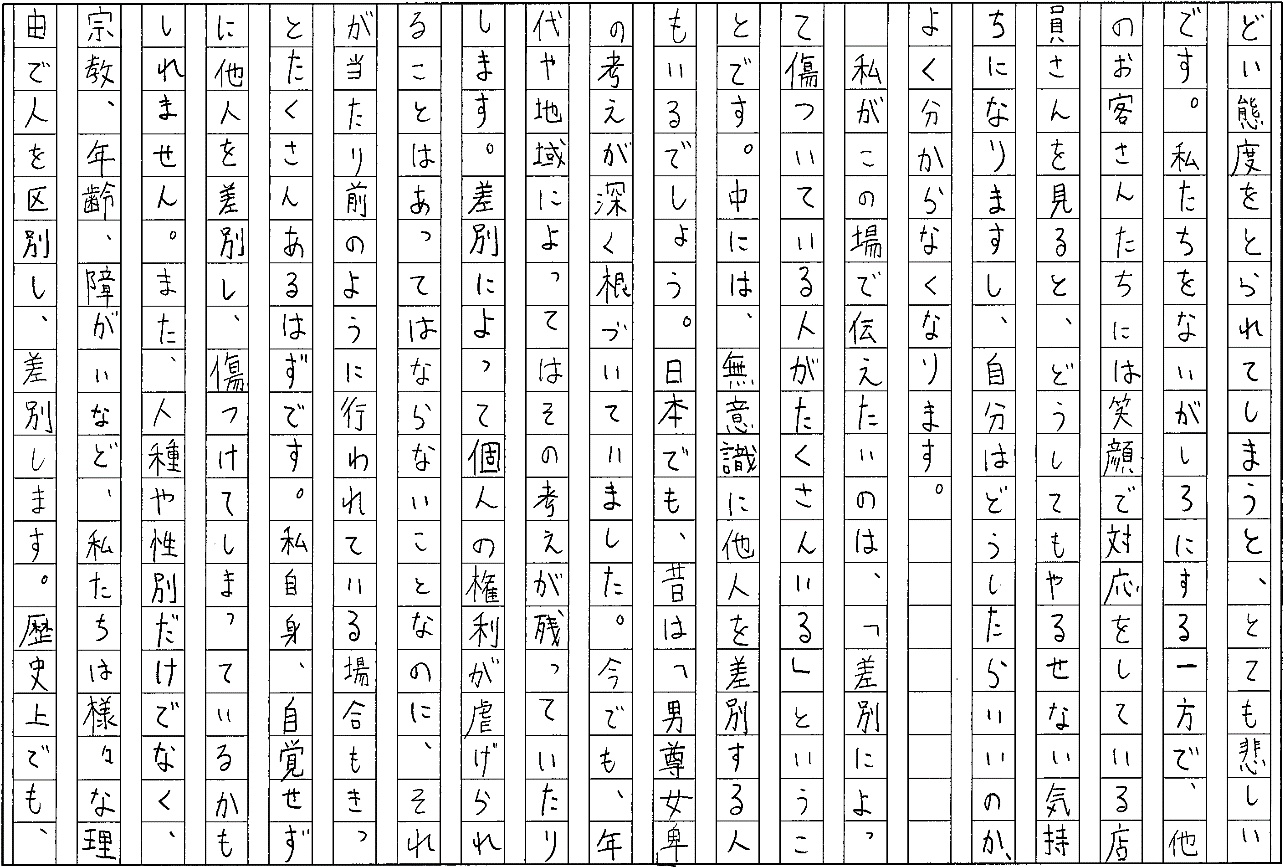 どい態度をとられてしまうと、とても悲しい
です。私たちをないがしろにする一方で、他
のお客さんたちには笑顔で対応をしている店
員さんを見ると、どうしてもやるせない気持
ちになりますし、自分はどうしたらいいのか、
よく分からなくなります。
私がこの場で伝えたいのは、「差別によっ
て傷ついている人がたくさんいる」というこ
とです。中には、無意識に他人を差別する人
もいるでしょう。日本でも、昔は「男尊女卑
の考えが深く根づいていました。今でも、年
代や地域によってはその考えが残っていたり
します。差別によって個人の権利が虐げられ
ることはあってはならないことなのに、それ
が当たり前のように行われている場合もきっ
とたくさんあるはずです。私自身、自覚せず
に他人を差別し、傷つけてしまっているかも
しれません。また、人種や性別だけでなく、
宗教、年齢、障がいなど、私たちは様々な理
由で人を区別し、差別します。歴史上でも、